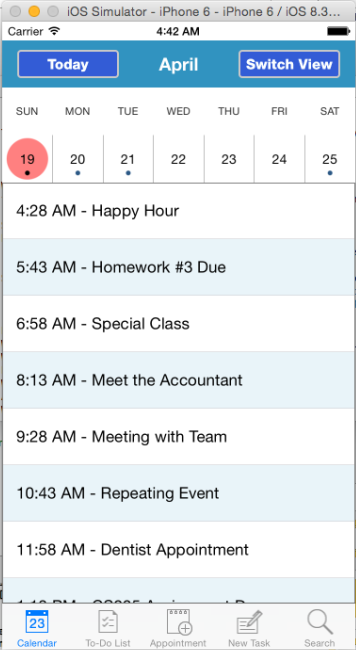 iOS Simulator - iPhone 6 - iPhone 6 / iOS 8.3...
Carrier 4:42 AM
Today April Switch View
SUN MON TUE WED THU FRI SAT
19 20 21 22 23 24 25
4:28 AM - Happy Hour
5:43 AM - Homework #3 Due
6:58 AM - Special Class
8:13 AM - Meet the Accountant
9:28 AM - Meeting with Team
10:43 AM - Repeating Event
11:58 AM - Dentist Appointment
23
Calendar To-Do List Appointment New Task Search